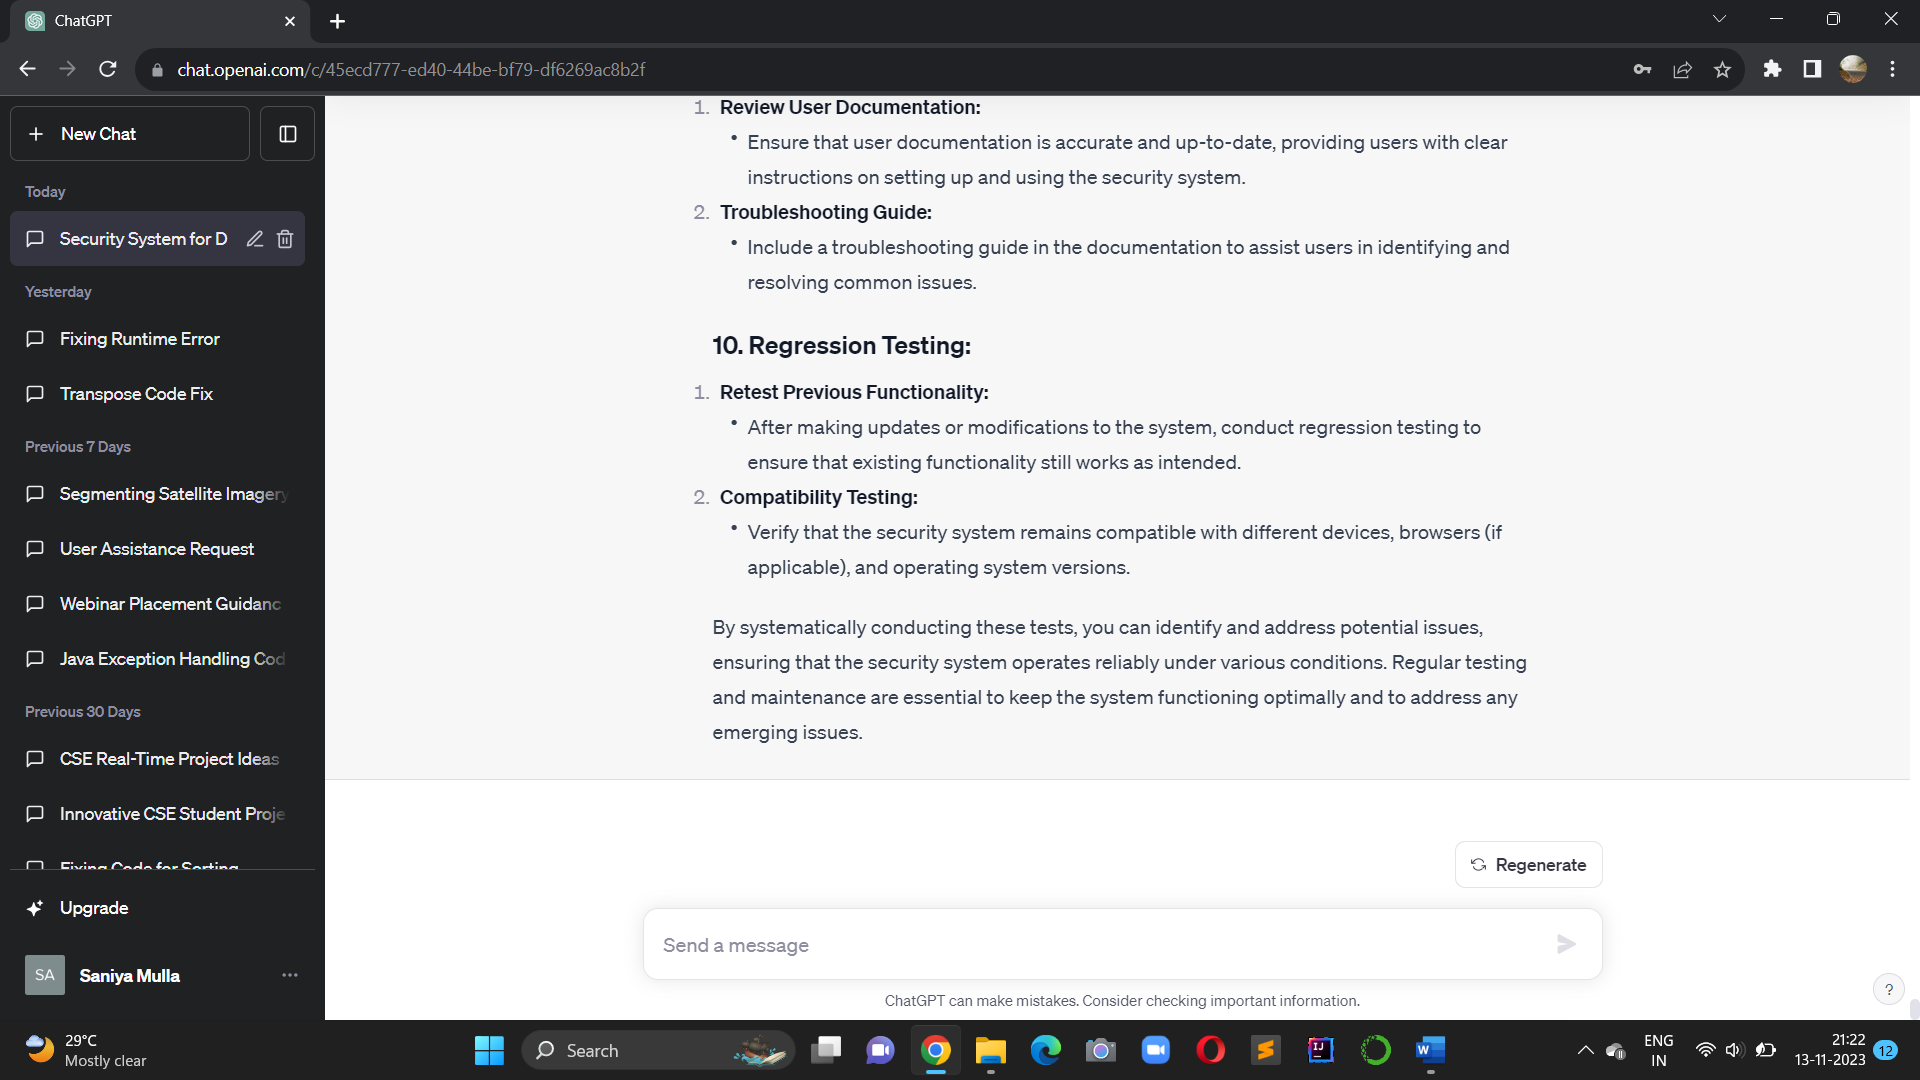 ChatGPT
chat.openai.com/c/45ecd777-ed40-44be-bf79-df6269ac8b2f
New Chat
Today
Security System for D
Yesterday
Fixing Runtime Error
Transpose Code Fix
Previous 7 Days
Segmenting Satellite Imagery
User Assistance Request
Webinar Placement Guidanc
Java Exception Handling Cod
Previous 30 Days
CSE Real-Time Project Ideas
Innovative CSE Student Proje
Fixing Code for Sorting
Upgrade
SA
Saniya Mulla
1. Review User Documentation:
• Ensure that user documentation is accurate and up-to-date, providing users with clear
instructions on setting up and using the security system.
2. Troubleshooting Guide:
• Include a troubleshooting guide in the documentation to assist users in identifying and
resolving common issues.
10. Regression Testing:
1. Retest Previous Functionality:
• After making updates or modifications to the system, conduct regression testing to
ensure that existing functionality still works as intended.
2. Compatibility Testing:
• Verify that the security system remains compatible with different devices, browsers (if
applicable), and operating system versions.
By systematically conducting these tests, you can identify and address potential issues,
ensuring that the security system operates reliably under various conditions. Regular testing
and maintenance are essential to keep the system functioning optimally and to address any
emerging issues.
Regenerate
Send a message
ChatGPT can make mistakes. Consider checking important information.
?
29°C
Mostly clear
Search
IJ
W
ENG
IN
21:22
13-11-2023
12